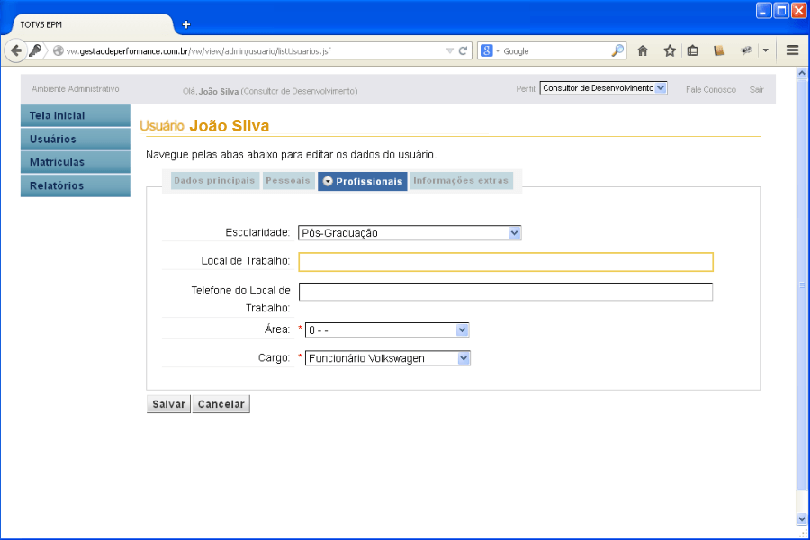 TOTVS EPM
vw.gestaodeperformance.com.br/vw/view/admin/usuario/listUsuarios.js
Google
Ambiente Administrativo
Olá, João Silva (Consultor de Desenvolvimento)
Perfil: Consultor de Desenvolvimento
Fale Conosco
Sair
Tela Inicial
Usuários
Matrículas
Relatórios
Usuário João Silva
Navegue pelas abas abaixo para editar os dados do usuário.
Dados principais
Pessoais
Profissionais
Informações extras
Escolaridade: Pós-Graduação
Local de Trabalho:
Telefone do Local de
Trabalho:
Área: * 0 - -
Cargo: * Funcionário Volkswagen
Salvar
Cancelar